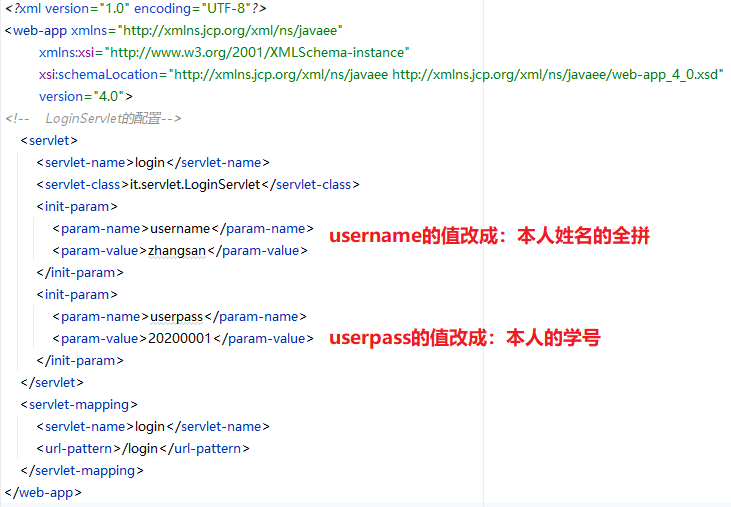 <?xml version="1.0" encoding="UTF-8"?>
<web-app xmlns="http://xmlns.jcp.org/xml/ns/javaee"
xmlns:xsi="http://www.w3.org/2001/XMLSchema-instance"
xsi:schemaLocation="http://xmlns.jcp.org/xml/ns/javaee http://xmlns.jcp.org/xml/ns/javaee/web-app_4_0.xsd"
version="4.0">
<!-- LoginServlet的配置-->
<servlet>
<servlet-name>login</servlet-name>
<servlet-class>it.servlet.LoginServlet</servlet-class>
<init-param>
<param-name>username</param-name>
<param-value>zhangsan</param-value>
username的值改成：本人姓名的全拼
</init-param>
<init-param>
<param-name>userpass</param-name>
<param-value>20200001</param-value>
userpass的值改成：本人的学号
</init-param>
</servlet>
<servlet-mapping>
<servlet-name>login</servlet-name>
<url-pattern>/login</url-pattern>
</servlet-mapping>
</web-app>